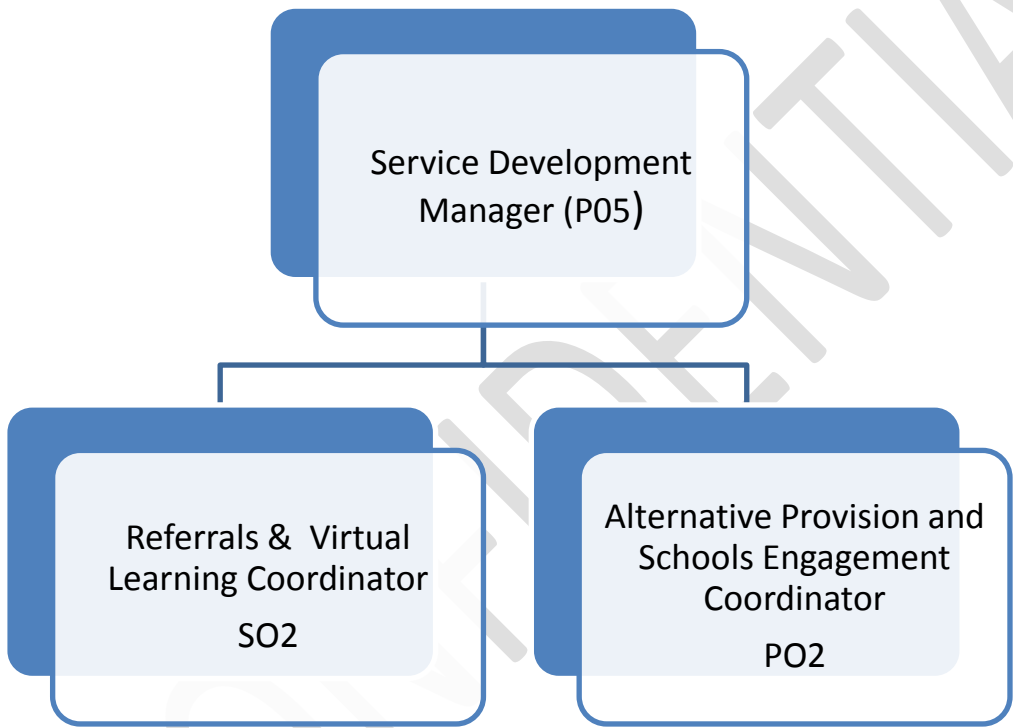 Service Development
Manager (P05)
Referrals & Virtual
Learning Coordinator
SO2
Alternative Provision and
Schools Engagement
Coordinator
PO2